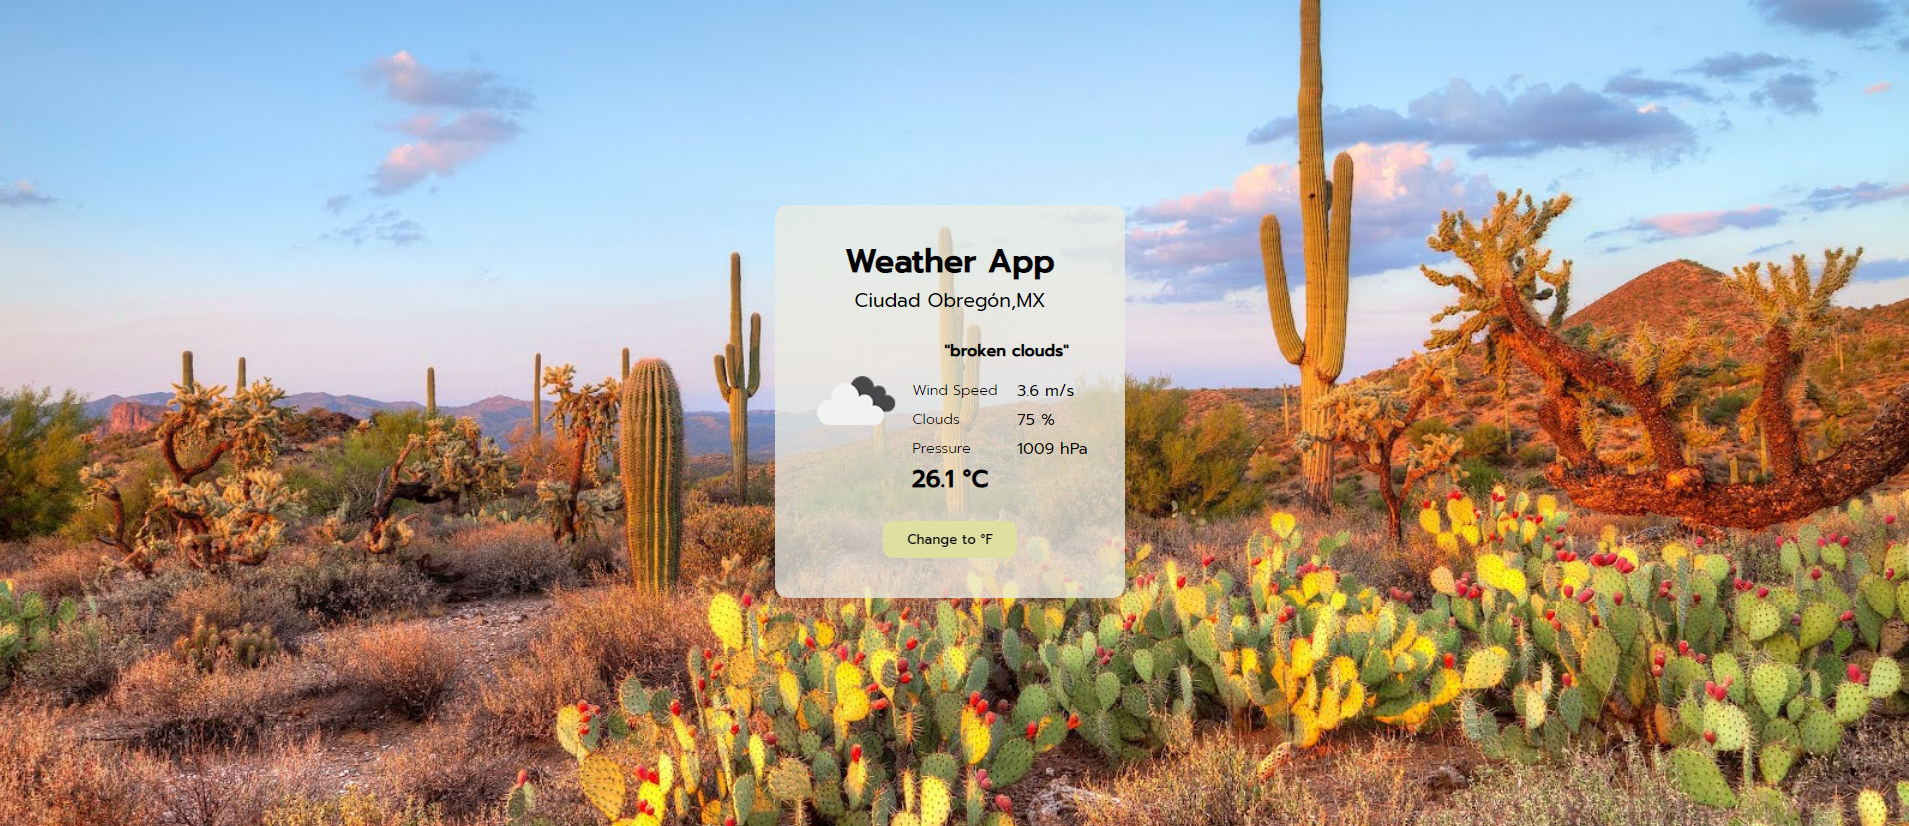 Weather App
Ciudad Obregón,MX
"broken clouds"
Wind Speed 3.6 m/s
Clouds 75 %
Pressure 1009 hPa
26.1 °C
Change to °F